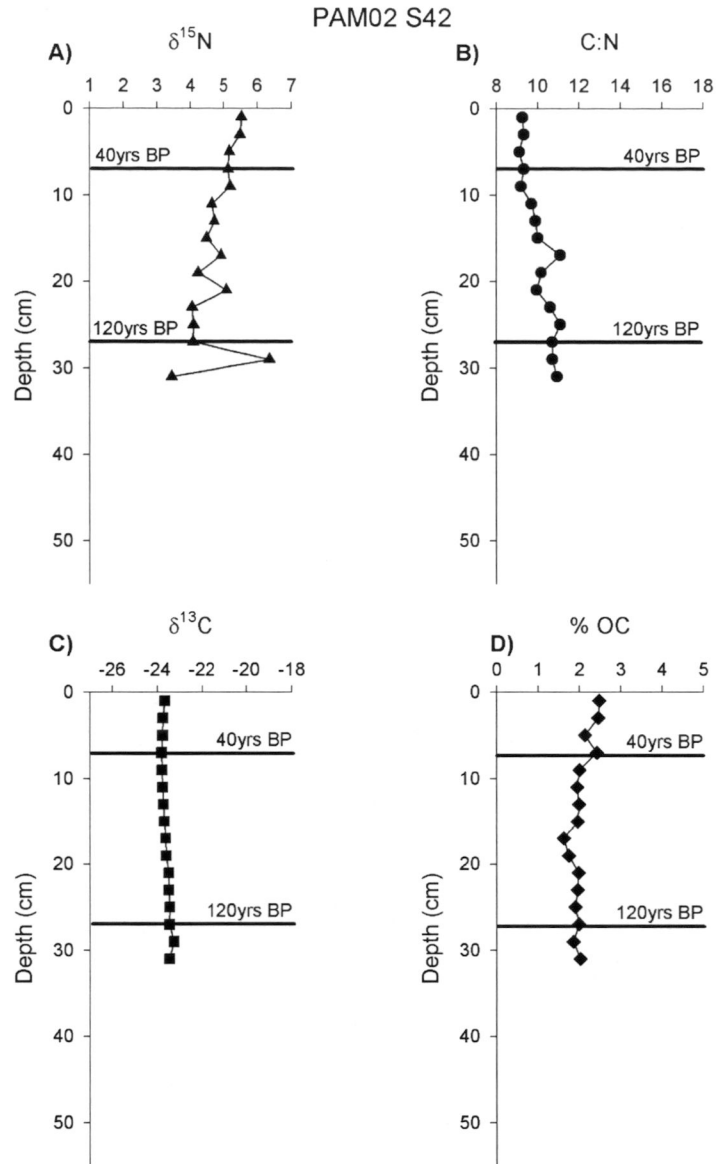 PAM02 S42
A)
δ¹⁵N
1 2 3 4 5 6 7
0
40yrs BP
10
20
120yrs BP
30
40
50
Depth (cm)
B)
C:N
8 10 12 14 16 18
0
40yrs BP
10
20
120yrs BP
30
40
50
Depth (cm)
C)
δ¹³C
-26 -24 -22 -20 -18
0
40yrs BP
10
20
120yrs BP
30
40
50
Depth (cm)
D)
% OC
0 1 2 3 4 5
0
40yrs BP
10
20
120yrs BP
30
40
50
Depth (cm)